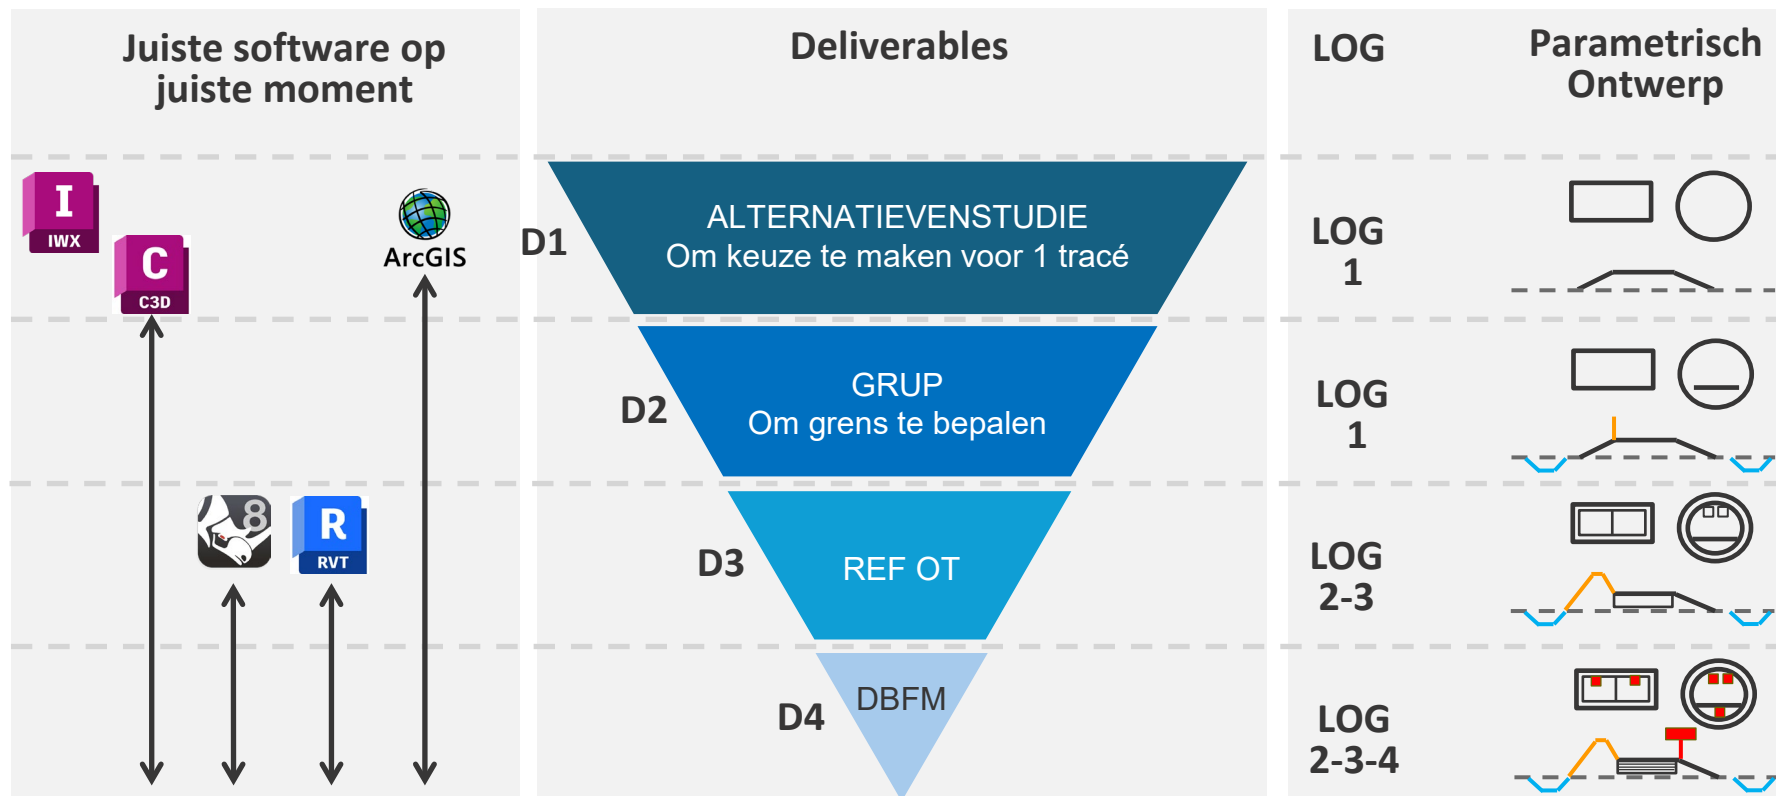 Juiste software op
juiste moment
Deliverables
LOG
Parametrisch
Ontwerp
I
IWX
C
C3D
ArcGIS
D1
ALTERNATIEVENSTUDIE
Om keuze te maken voor 1 tracé
LOG
1
D2
GRUP
Om grens te bepalen
LOG
1
8
R
RVT
D3
REF OT
LOG
2-3
D4
DBFM
LOG
2-3-4